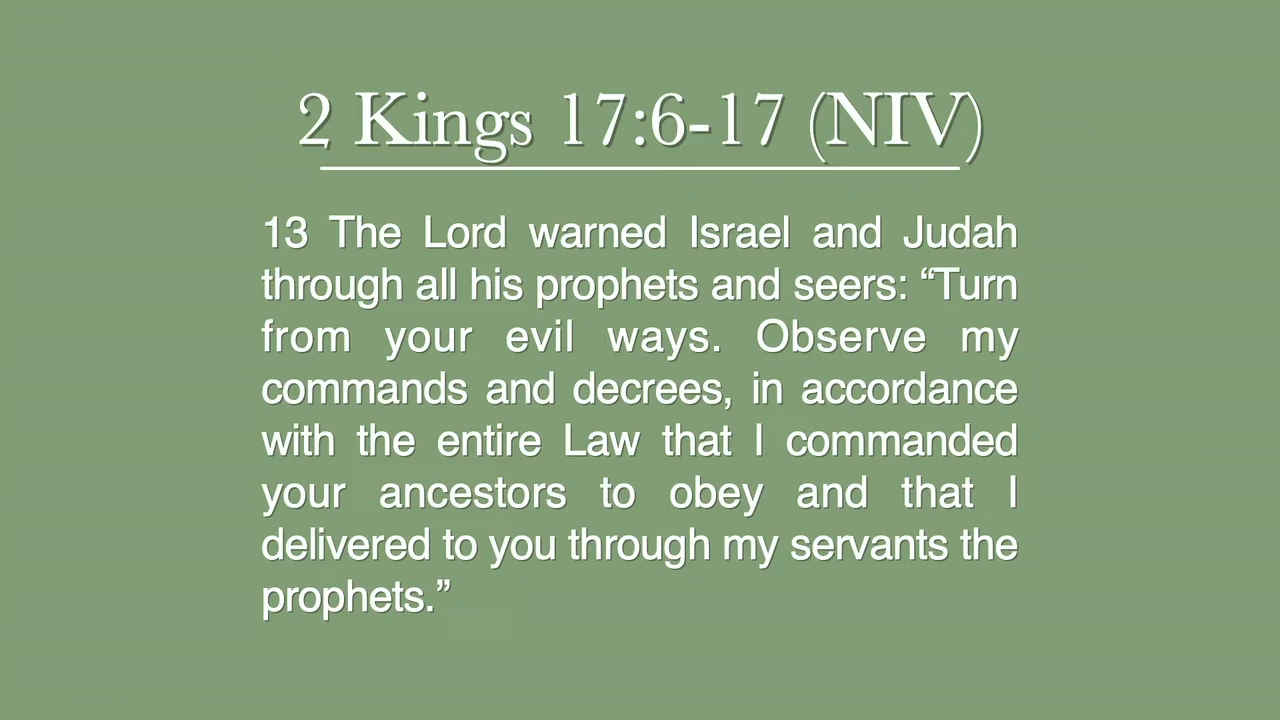 2 Kings 17:6-17 (NIV)
13 The Lord warned Israel and Judah
through all his prophets and seers: “Turn
from your evil ways. Observe my
commands and decrees, in accordance
with the entire Law that I commanded
your ancestors to obey and that I
delivered to you through my servants the
prophets.”